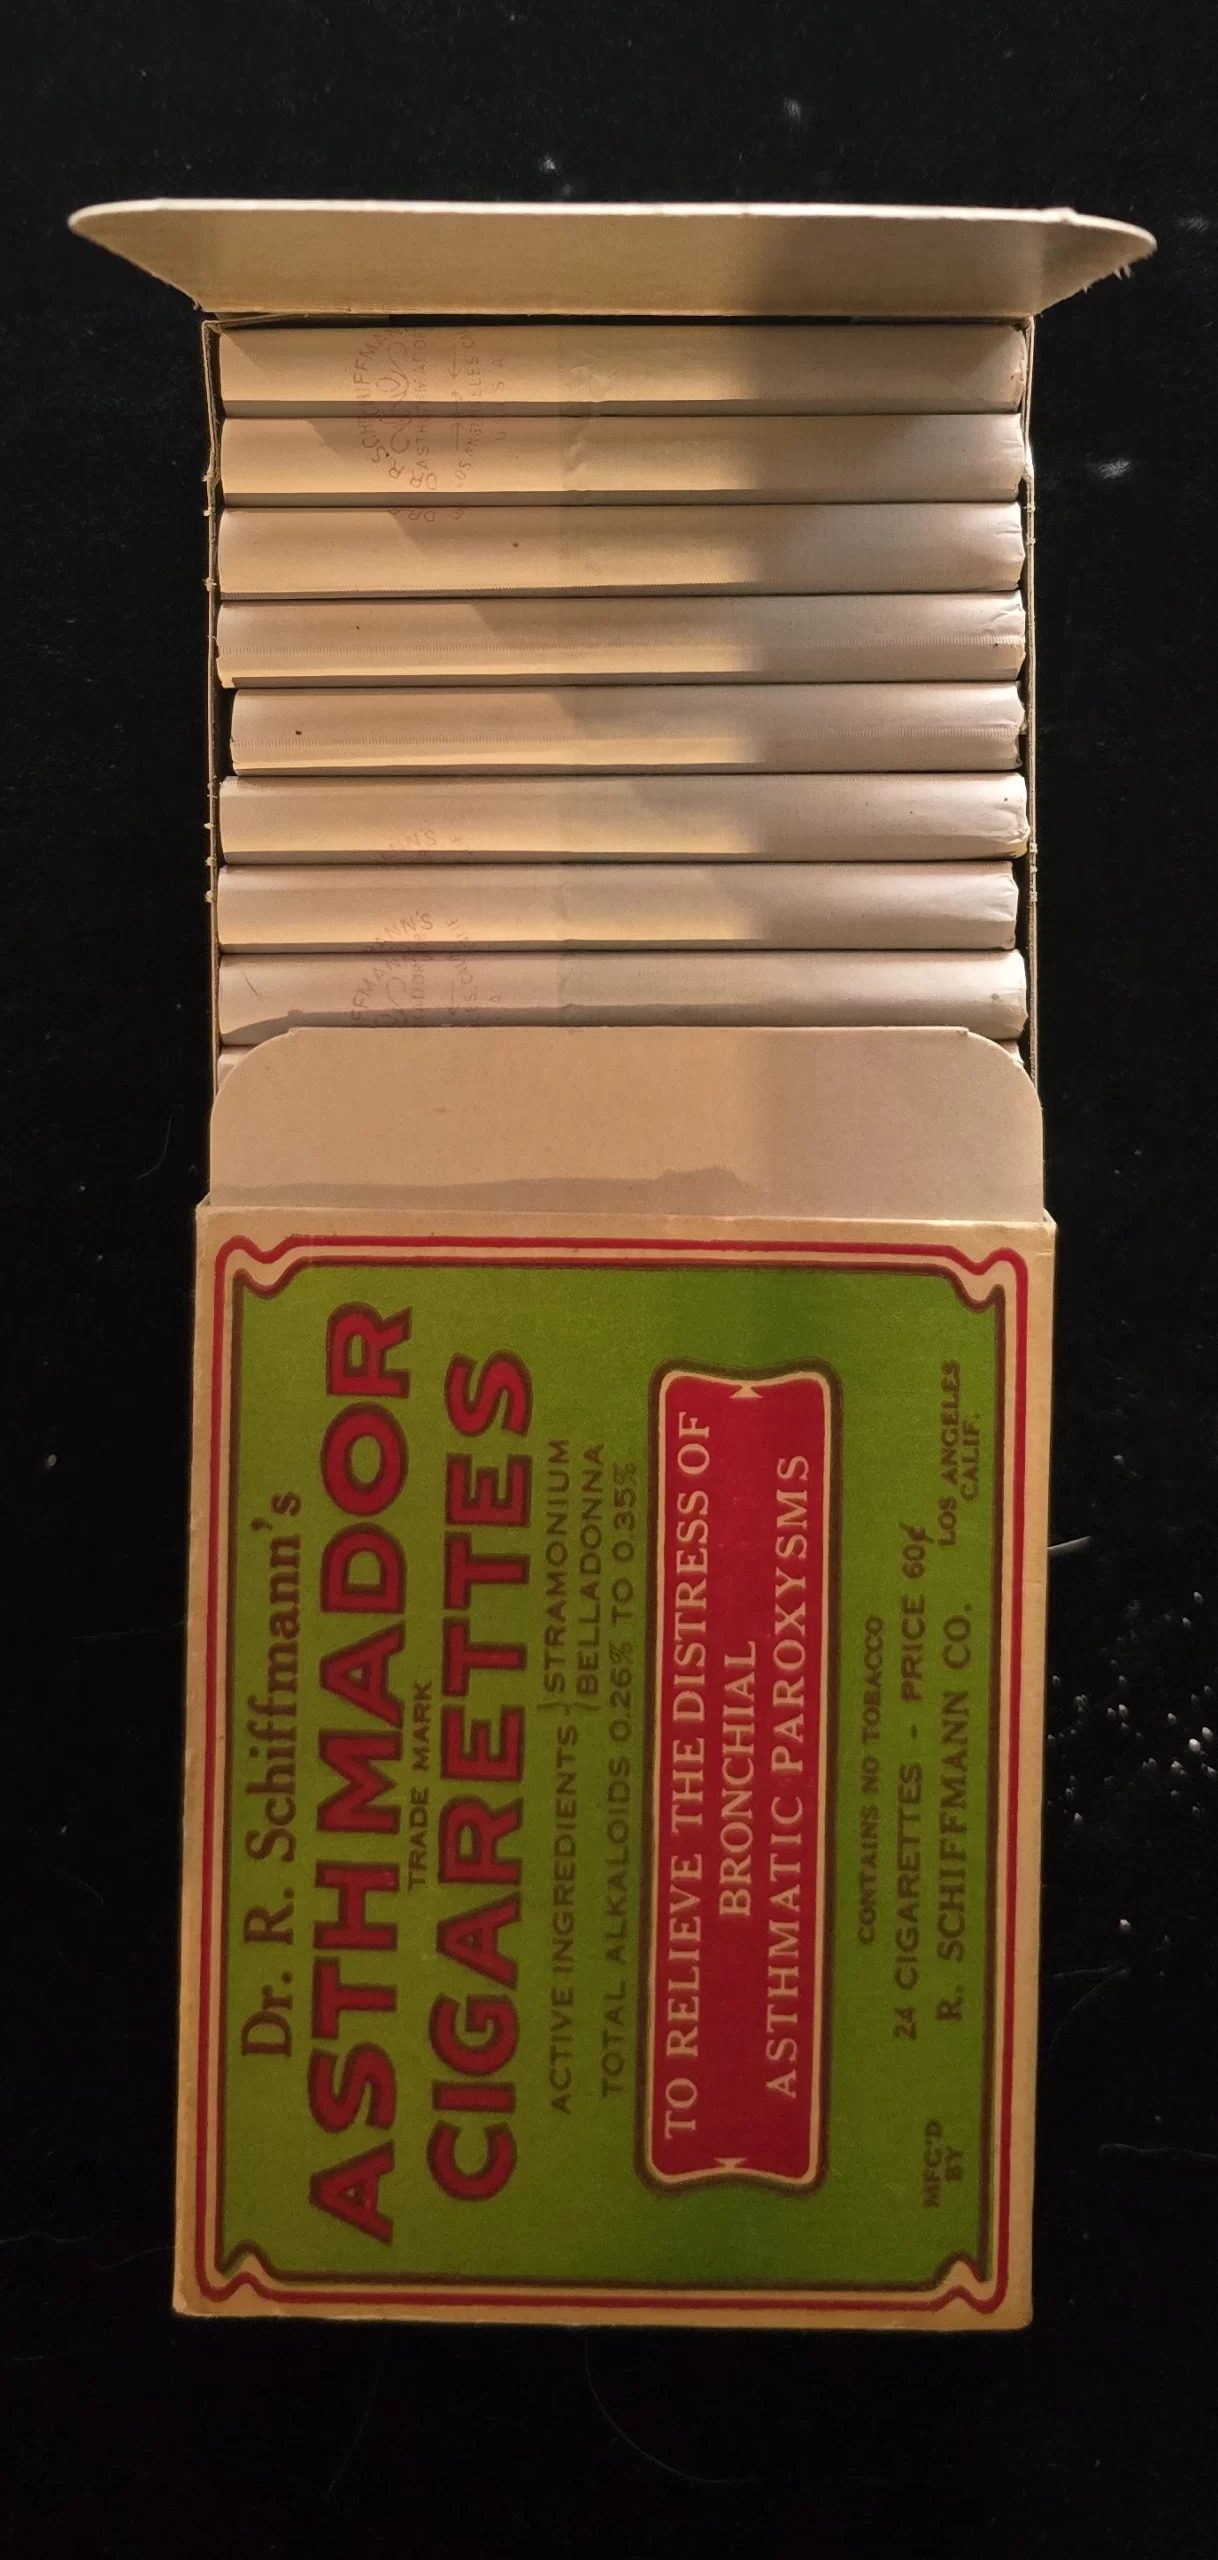 Dr. R. Schiffmann's
ASTHMADOR
TRADE MARK
CIGARETTES
ACTIVE INGREDIENTS } STRAMONIUM
BELLADONNA
TOTAL ALKALOIDS 0.26% TO 0.35%
TO RELIEVE THE DISTRESS OF
BRONCHIAL
ASTHMATIC PAROXYSMS
CONTAINS NO TOBACCO
24 CIGARETTES - PRICE 60¢
MFG'D BY R. SCHIFFMANN CO. LOS ANGELES CALIF.